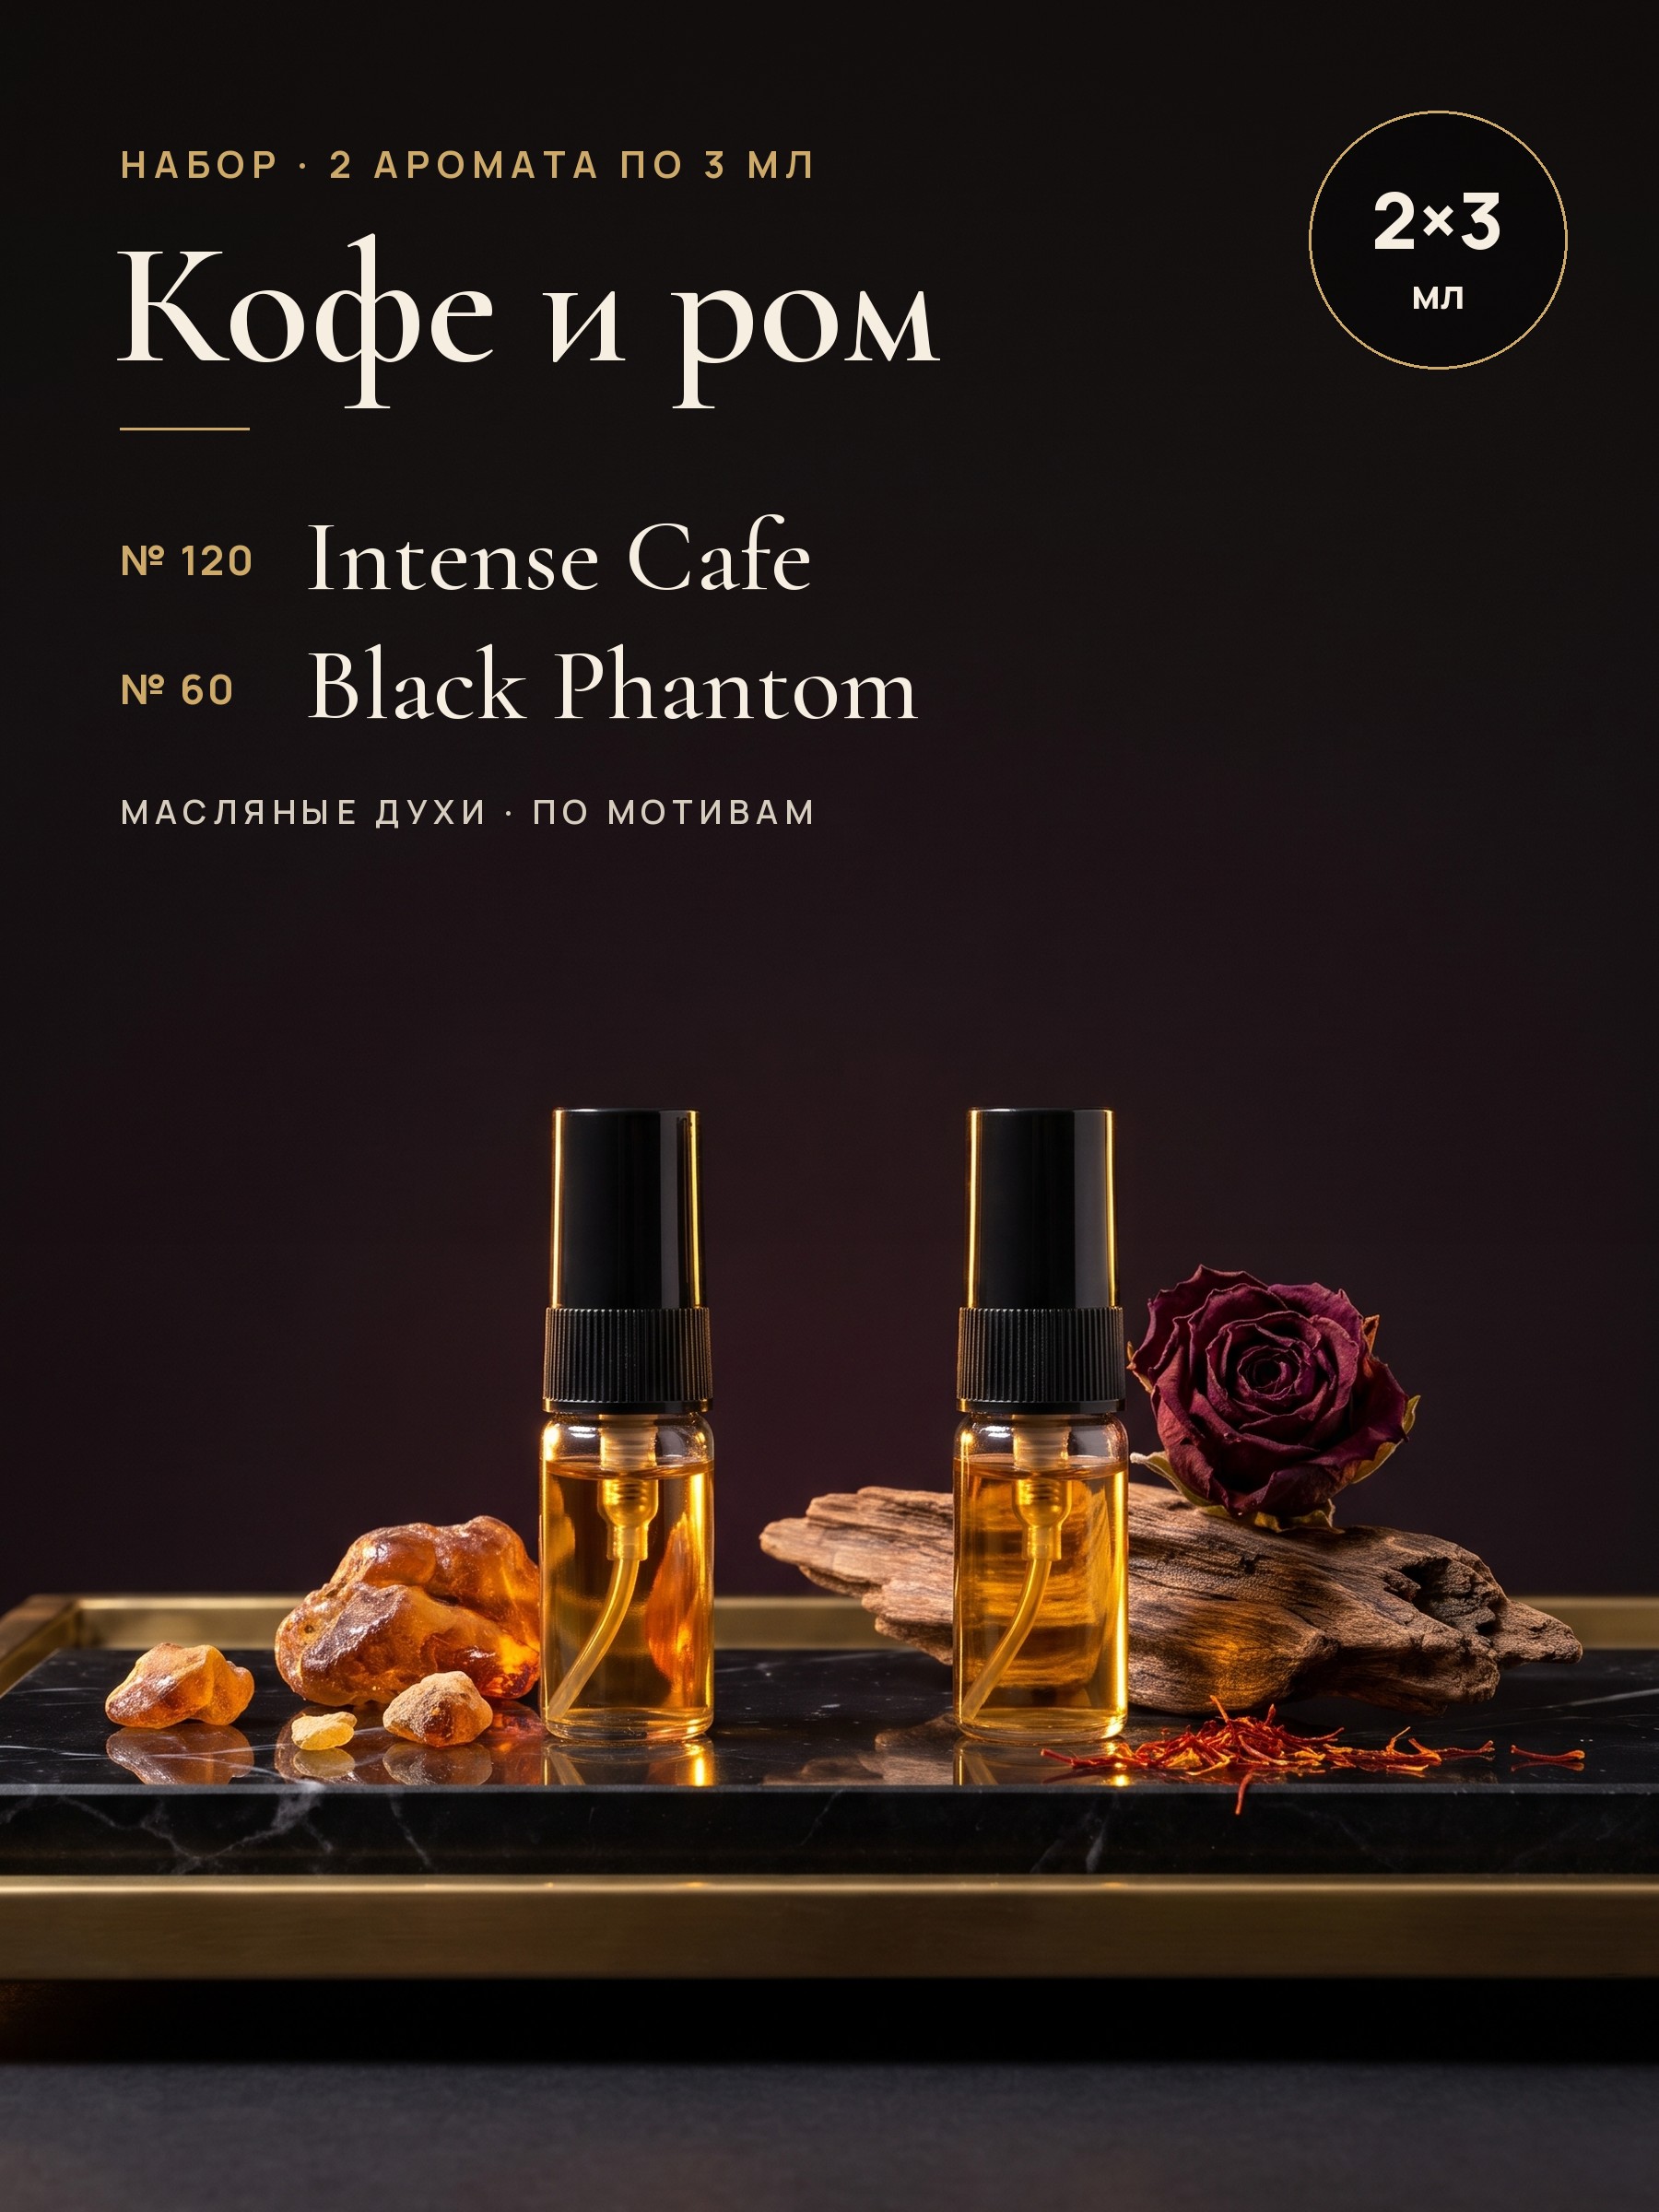 НАБОР · 2 АРОМАТА ПО 3 МЛ
Кофе и ром
2×3
мл
№ 120 Intense Cafe
№ 60 Black Phantom
МАСЛЯНЫЕ ДУХИ · ПО МОТИВАМ